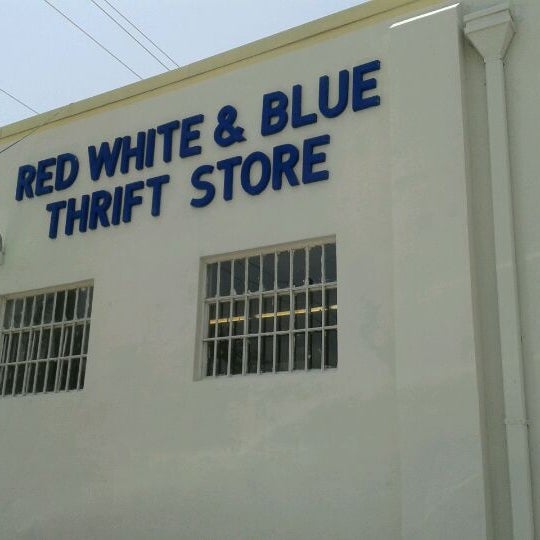 RED WHITE & BLUE
THRIFT STORE